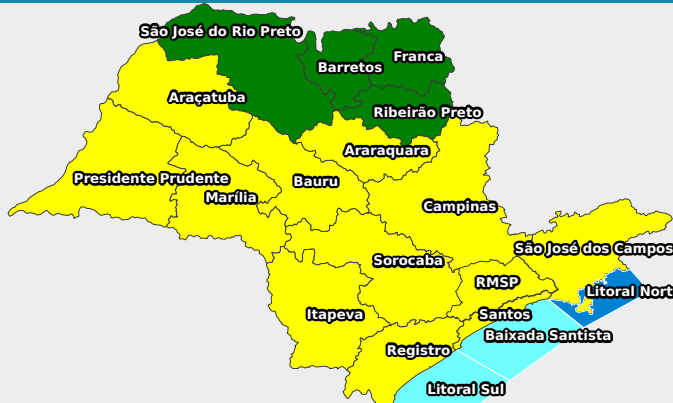 São José do Rio Preto
Franca
Barretos
Araçatuba
Ribeirão Preto
Araraquara
Presidente Prudente
Bauru
Marília
Campinas
São José dos Campos
Sorocaba
RMSP
Litoral Nort
Itapeva
Santos
Baixada Santista
Registro
Litoral Sul